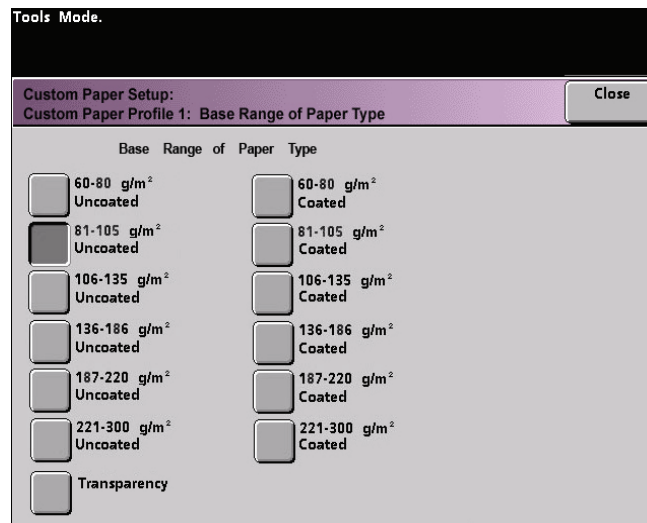 Tools Mode.
Custom Paper Setup:
Close
Custom Paper Profile 1: Base Range of Paper Type
Base Range of Paper Type
60-80 g/m²
Uncoated
60-80 g/m²
Coated
81-105 g/m²
Uncoated
81-105 g/m²
Coated
106-135 g/m²
Uncoated
106-135 g/m²
Coated
136-186 g/m²
Uncoated
136-186 g/m²
Coated
187-220 g/m²
Uncoated
187-220 g/m²
Coated
221-300 g/m²
Uncoated
221-300 g/m²
Coated
Transparency